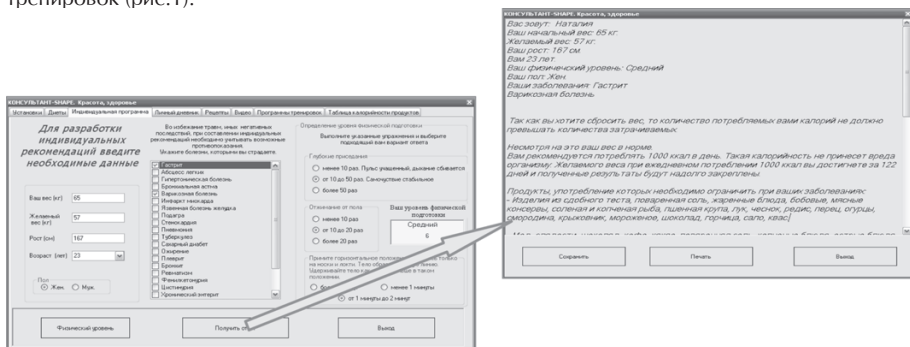 тренировок (рис.1).
КОНСУЛЬТАНТ-SHAPE. Красота, здоровье
Вас зовут: Наталия
Ваш начальный вес: 65 кг.
Желаемый вес: 57 кг.
Ваш рост: 167 см.
Вам 23 лет.
Ваш физический уровень: Средний
Ваш пол: Жен.
Ваши заболевания: Гастрит
Варикозная болезнь
Так как вы хотите сбросить вес, то количество потребляемых вами калорий не должно
превышать количества затрачиваемых.
Несмотря на это ваш вес в норме.
Вам рекомендуется потреблять 1000 ккал в день. Такая калорийность не принесет вреда
организму. Желаемого веса при ежедневном потреблении 1000 ккал вы достигнете за 122
дней и полученные результаты будут надолго закреплены.
Продукты, употребление которых необходимо ограничить при ваших заболеваниях:
- Изделия из сдобного теста, поваренная соль, жаренные блюда, бобовые, мясные
консервы, соленая и копченая рыба, пшенная крупа, лук, чеснок, редис, перец, огурцы,
смородина, крыжовник, мороженое, шоколад, горчица, сало, квас
Сохранить
Печать
Выход
КОНСУЛЬТАНТ-SHAPE. Красота, здоровье
Установки Диеты Индивидуальная программа Личный дневник Рецепты Видео Программы тренировок Таблица калорийности продуктов
Для разработки
индивидуальных
рекомендаций введите
необходимые данные
Ваш вес (кг) 65
Желаемый
вес (кг) 57
Рост (см) 167
Возраст (лет) 23
Пол
Жен. Муж.
Во избежание травм, иных негативных
последствий, при составлении индивидуальных
рекомендаций необходимо учитывать возможные
противопоказания.
Укажите болезни, которыми вы страдаете.
Гастрит
Абсцесс легкие
Гипертоническая болезнь
Бронхиальная астма
Варикозная болезнь
Инфаркт миокарда
Язвенная болезнь желудка
Подагра
Стенокардия
Пневмония
Туберкулез
Сахарный диабет
Ожирение
Плеврит
Бронхит
Ревматизм
Фенилкетонурия
Цистинурия
Хронический энтерит
Определение уровня физической подготовки
Выполните указанные упражнения и выберите
подходящий вам вариант ответа
Глубокие приседания
менее 10 раз. Пульс учащенный, дыхание сбивается
от 10 до 50 раз. Самочувствие стабильное
более 50 раз
Отжимание от пола
менее 10 раз
от 10 до 20 раз
более 20 раз
Ваш уровень физической
подготовки
Средний
6
Примите горизонтальное
на носки и локти. Тело
Удерживайте тело в таком
положении.
менее 1 минуты
от 1 минуты до 2 минут
Физический уровень
Получить
Выход